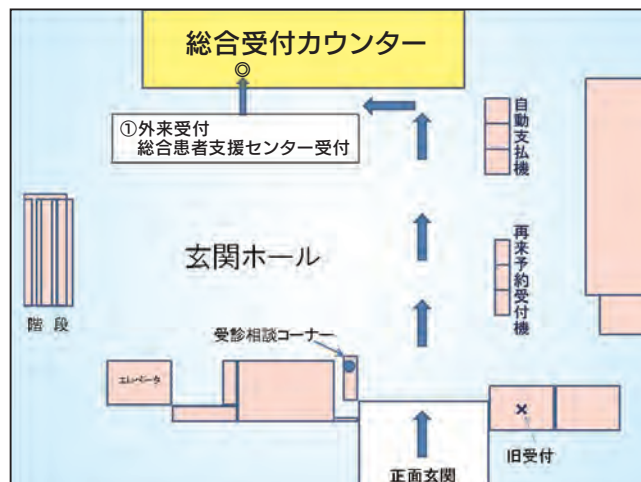 総合受付カウンター
◎
①外来受付
総合患者支援センター受付
自動支払機
玄関ホール
再来予約受付機
階段
受診相談コーナー
エレベータ
×
旧受付
正面玄関